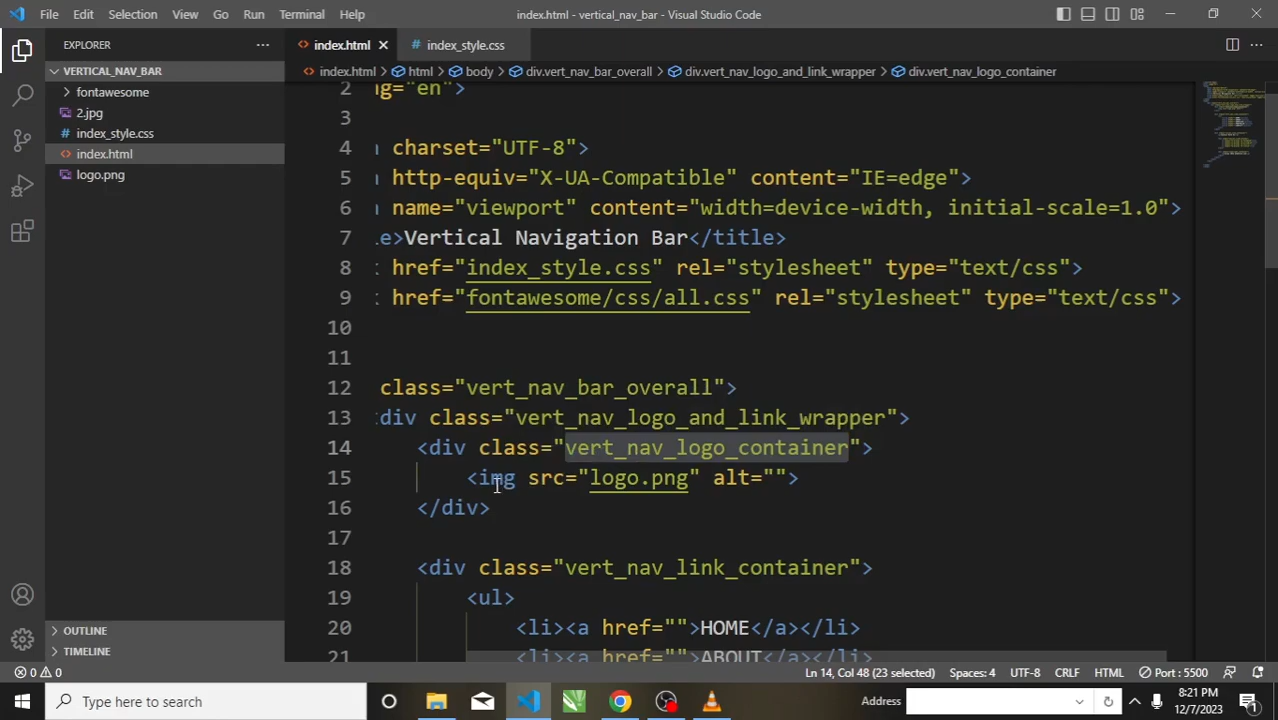 File Edit Selection View Go Run Terminal Help index.html - vertical_nav_bar - Visual Studio Code
EXPLORER
VERTICAL_NAV_BAR
fontawesome
2.jpg
index_style.css
index.html
logo.png
OUTLINE
TIMELINE
index.html index_style.css
index.html html body div.vert_nav_bar_overall div.vert_nav_logo_and_link_wrapper div.vert_nav_logo_container
2 ng="en">
3
4 charset="UTF-8">
5 http-equiv="X-UA-Compatible" content="IE=edge">
6 name="viewport" content="width=device-width, initial-scale=1.0">
7 e>Vertical Navigation Bar</title>
8 href="index_style.css" rel="stylesheet" type="text/css">
9 href="fontawesome/css/all.css" rel="stylesheet" type="text/css">
10
11
12 class="vert_nav_bar_overall">
13 div class="vert_nav_logo_and_link_wrapper">
14 <div class="vert_nav_logo_container">
15 <img src="logo.png" alt="">
16 </div>
17
18 <div class="vert_nav_link_container">
19 <ul>
20 <li><a href="">HOME</a></li>
21 <li><a href="">ABOUT</a></li>
0 0 Ln 14, Col 48 (23 selected) Spaces: 4 UTF-8 CRLF HTML Port : 5500
Type here to search Address 8:21 PM
12/7/2023 1